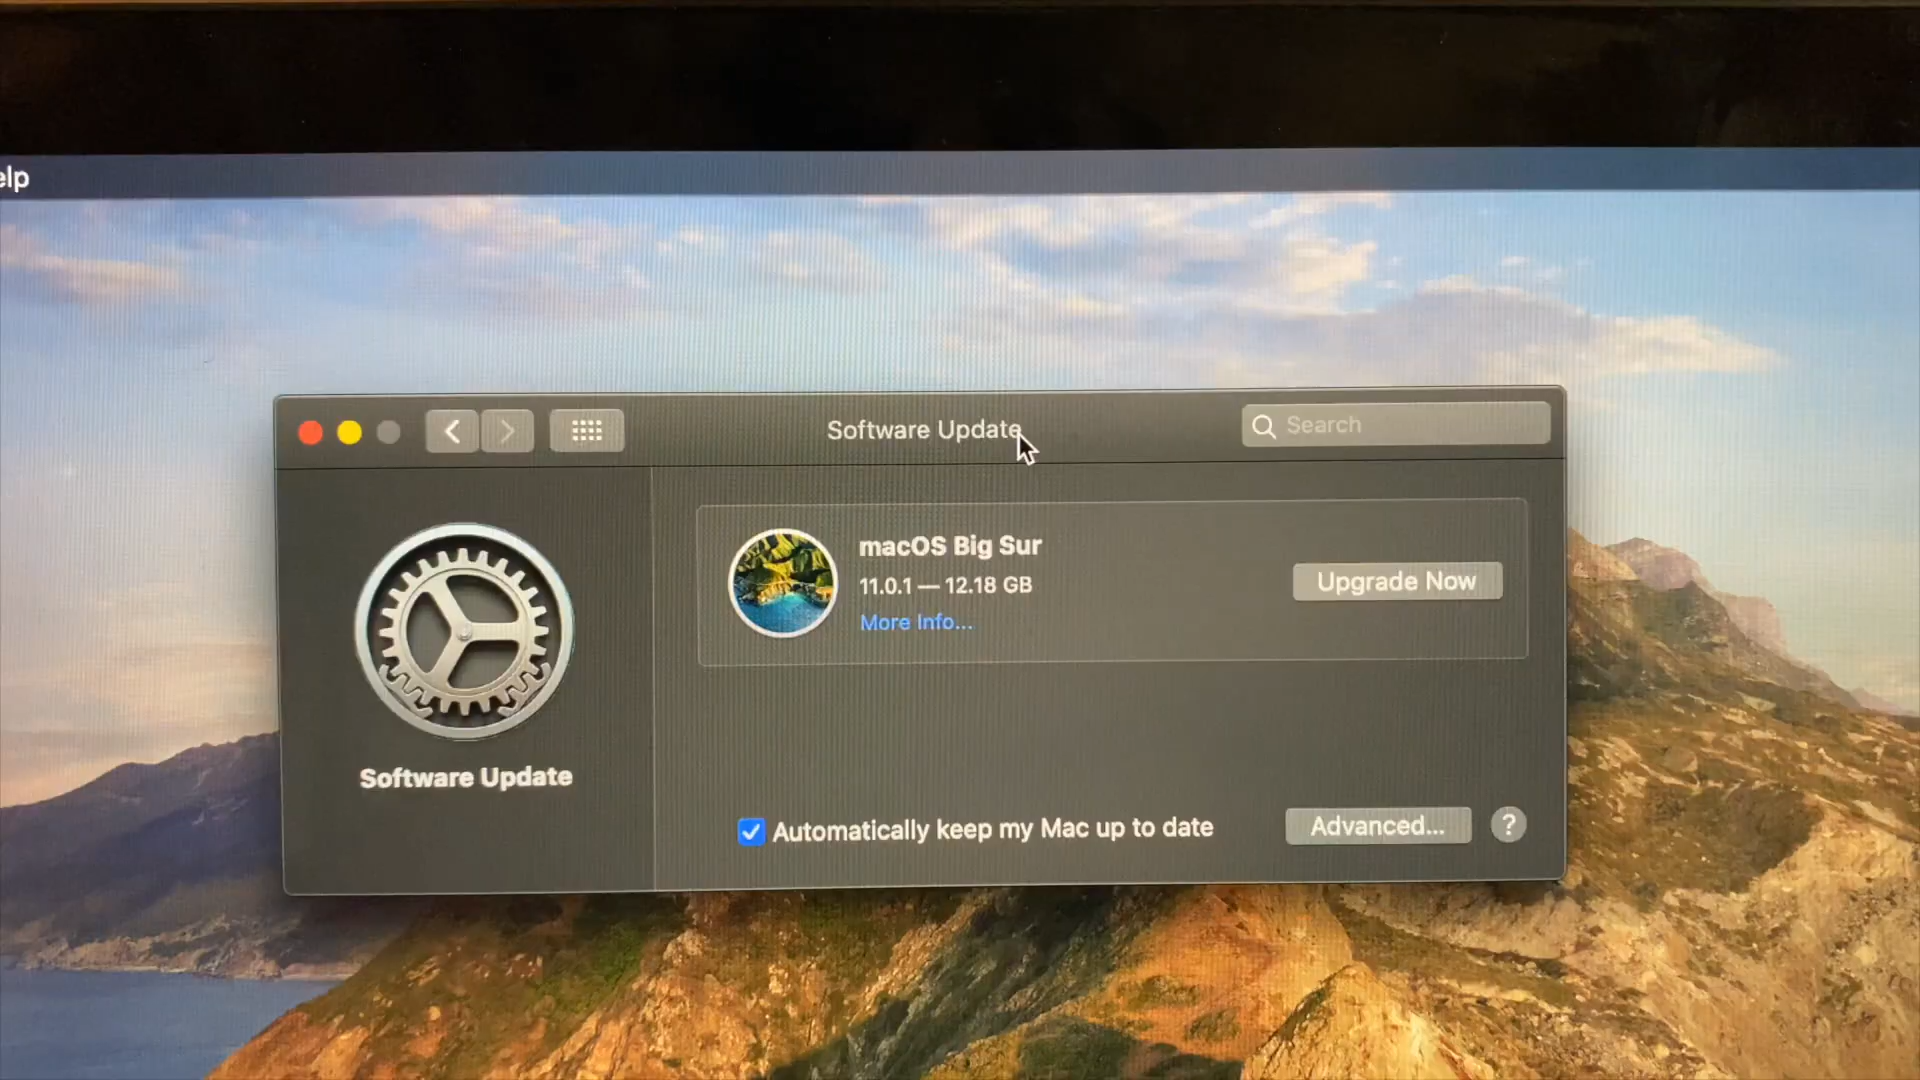 elp
Software Update
Search
macOS Big Sur
11.0.1 — 12.18 GB
More Info...
Upgrade Now
Software Update
Automatically keep my Mac up to date
Advanced...
?